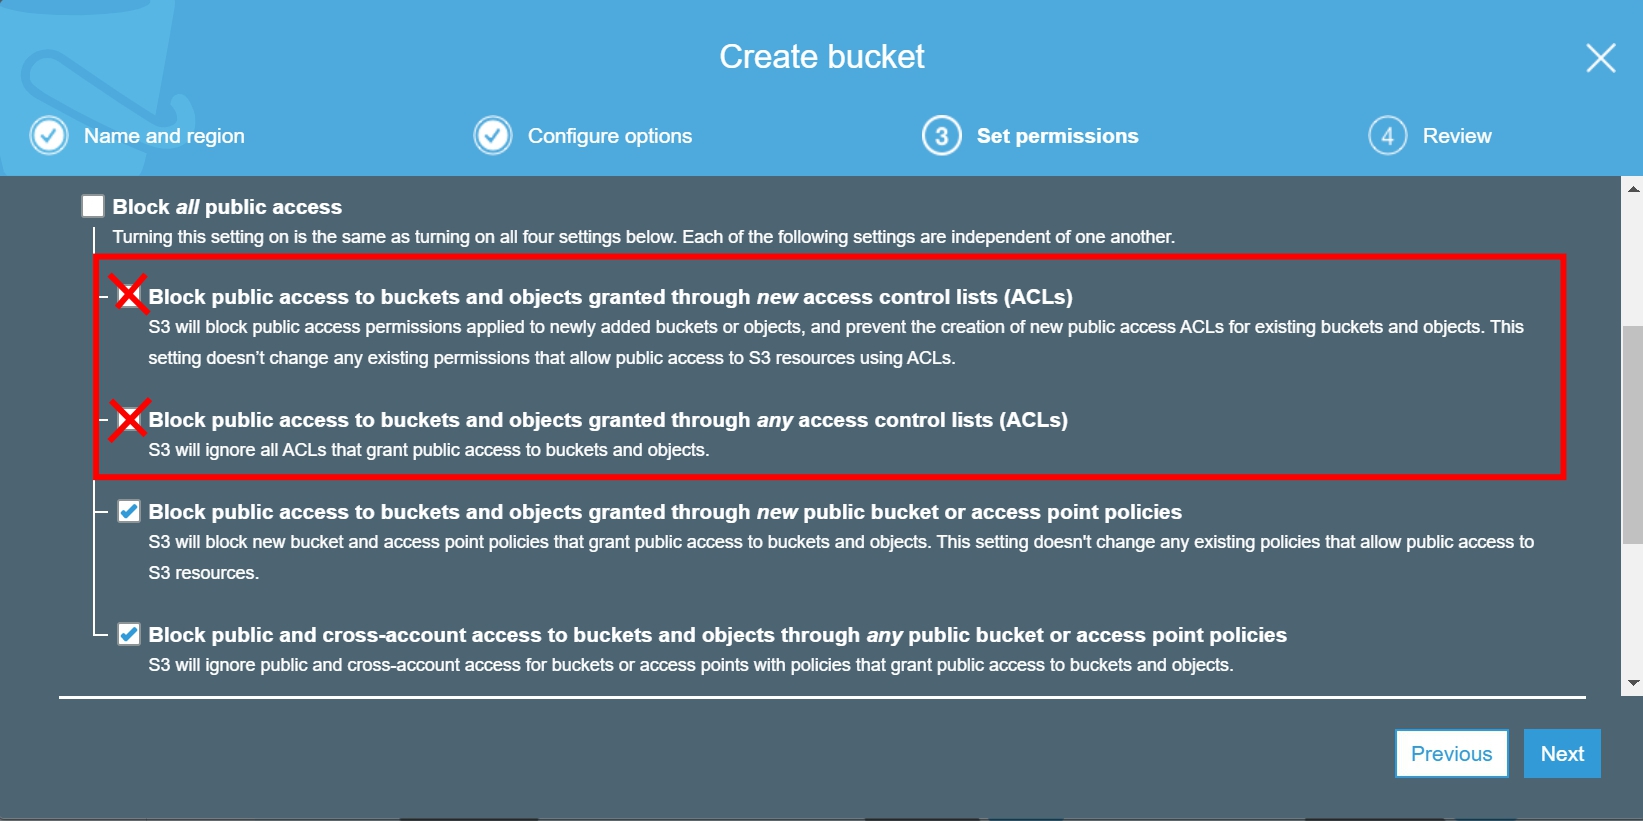 Create bucket
Name and region
Configure options
3 Set permissions
4 Review
Block all public access
Turning this setting on is the same as turning on all four settings below. Each of the following settings are independent of one another.
Block public access to buckets and objects granted through new access control lists (ACLs)
S3 will block public access permissions applied to newly added buckets or objects, and prevent the creation of new public access ACLs for existing buckets and objects. This
setting doesn’t change any existing permissions that allow public access to S3 resources using ACLs.
Block public access to buckets and objects granted through any access control lists (ACLs)
S3 will ignore all ACLs that grant public access to buckets and objects.
Block public access to buckets and objects granted through new public bucket or access point policies
S3 will block new bucket and access point policies that grant public access to buckets and objects. This setting doesn't change any existing policies that allow public access to
S3 resources.
Block public and cross-account access to buckets and objects through any public bucket or access point policies
S3 will ignore public and cross-account access for buckets or access points with policies that grant public access to buckets and objects.
Previous
Next